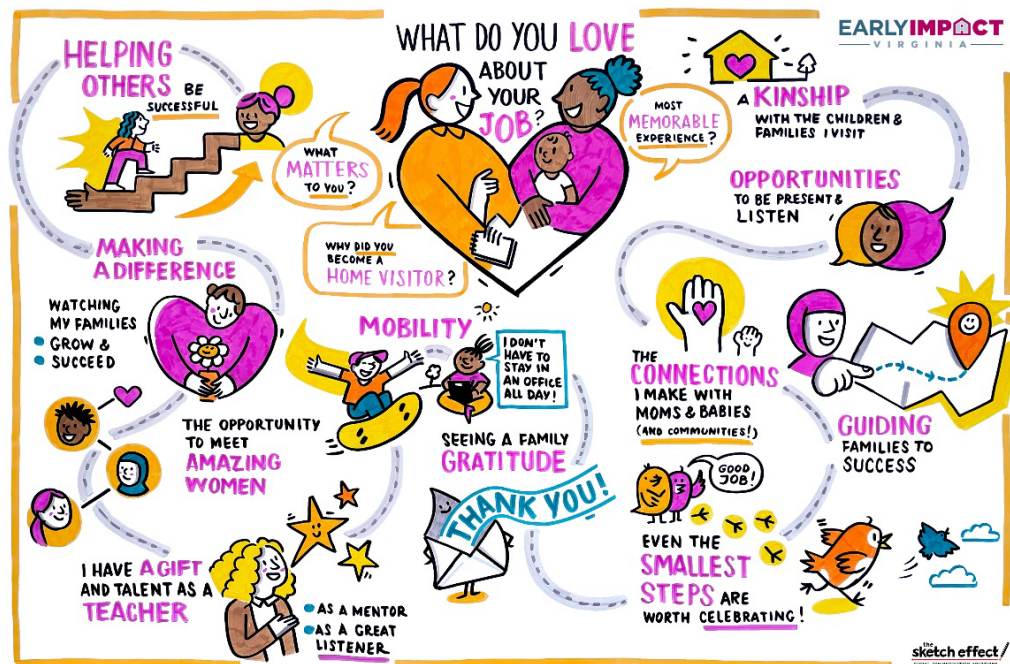 WHAT DO YOU LOVE
ABOUT
YOUR
JOB?
EARLY IMPACT
VIRGINIA
HELPING
OTHERS BE
SUCCESSFUL
WHAT
MATTERS
TO YOU?
WHY DID YOU
BECOME A
HOME VISITOR?
MOST
MEMORABLE
EXPERIENCE?
A KINSHIP
WITH THE CHILDREN &
FAMILIES I VISIT
OPPORTUNITIES
TO BE PRESENT &
LISTEN
MAKING
A DIFFERENCE
WATCHING
MY FAMILIES
GROW &
SUCCEED
THE OPPORTUNITY
TO MEET
AMAZING
WOMEN
I HAVE A GIFT
AND TALENT AS A
TEACHER
AS A MENTOR
AS A GREAT
LISTENER
MOBILITY
I DON'T
HAVE TO
STAY IN
AN OFFICE
ALL DAY!
SEEING A FAMILY
GRATITUDE
THANK YOU!
THE
CONNECTIONS
I MAKE WITH
MOMS & BABIES
(AND COMMUNITIES!)
GUIDING
FAMILIES TO
SUCCESS
GOOD
JOB!
EVEN THE
SMALLEST
STEPS ARE
WORTH CELEBRATING!
the
sketch effect